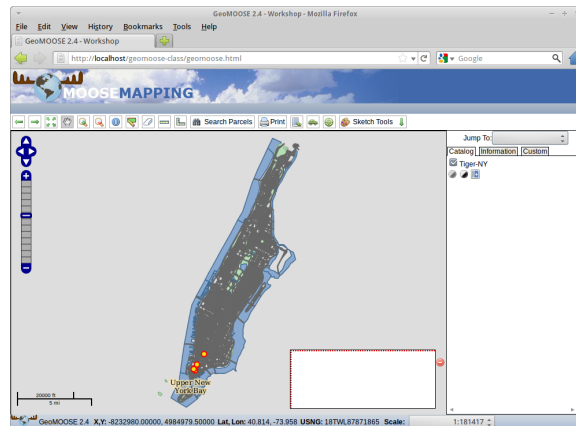 GeoMOOSE 2.4 - Workshop - Mozilla Firefox
File Edit View History Bookmarks Tools Help
GeoMOOSE 2.4 - Workshop
http://localhost/geomoose-class/geomoose.html
Google
MOOSEMAPPING
Search Parcels Print Sketch Tools
Jump To:
Catalog Information Custom
Tiger-NY
Upper New
York Bay
20000 ft
5 mi
GeoMOOSE 2.4 X,Y: -8232980.00000, 4984979.50000 Lat, Lon: 40.814, -73.958 USNG: 18TWL87871865 Scale: 1:181417